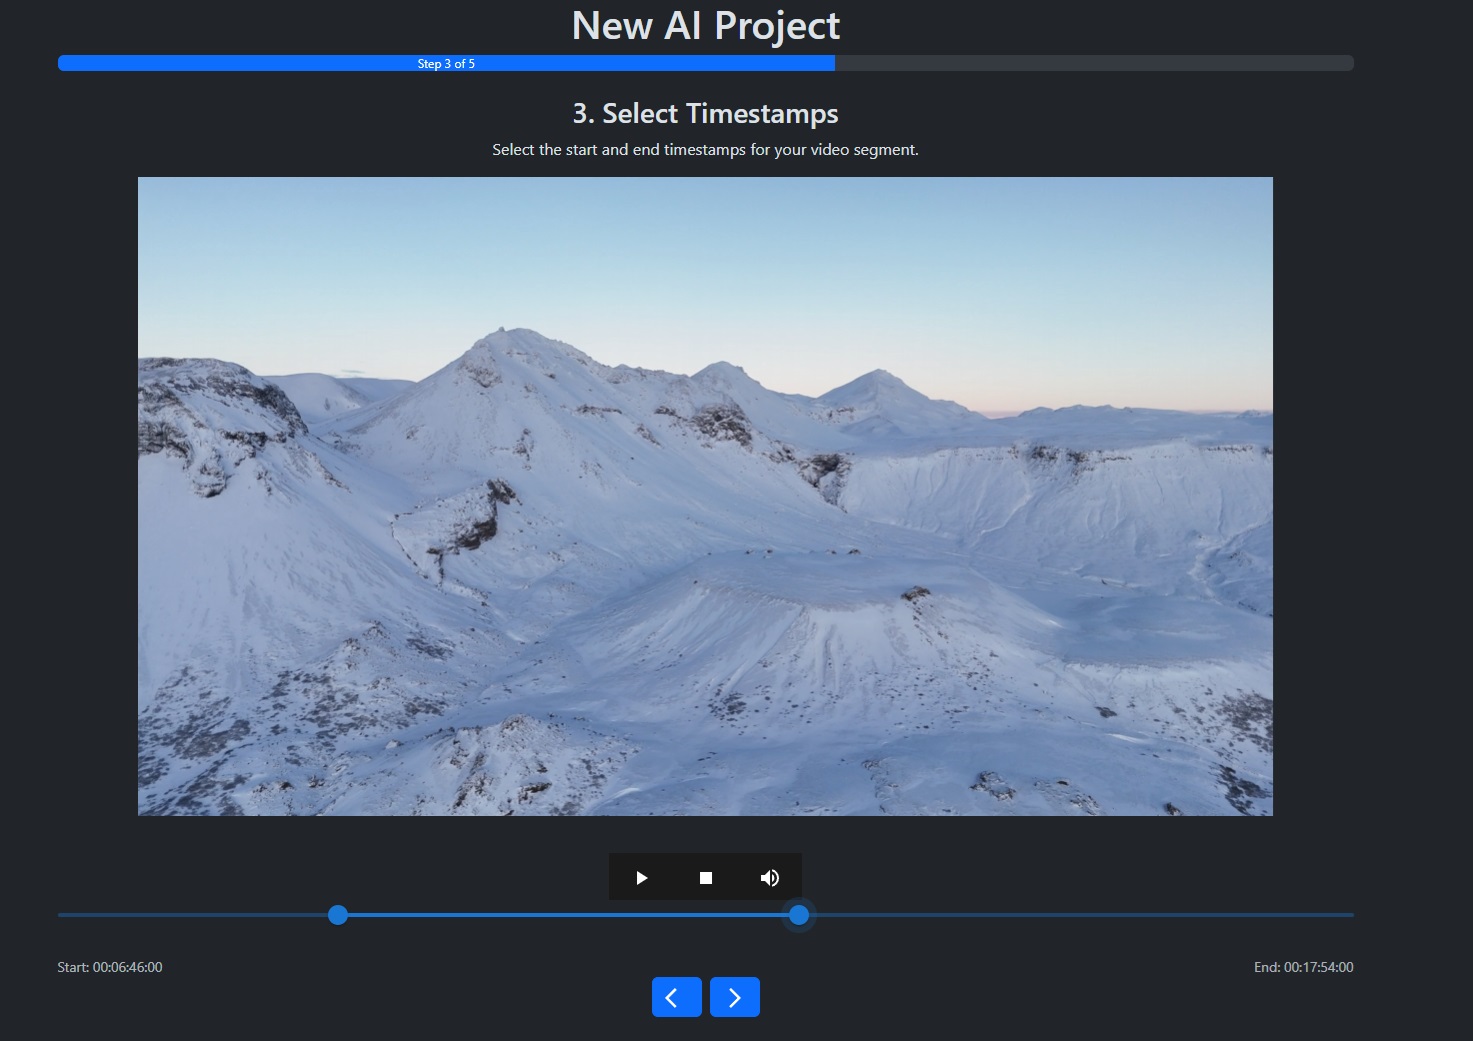 New AI Project
Step 3 of 5
3. Select Timestamps
Select the start and end timestamps for your video segment.
Start: 00:06:46:00
End: 00:17:54:00